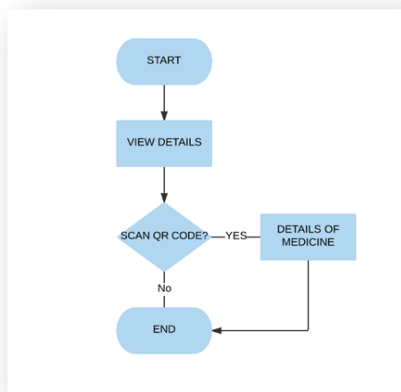 START
VIEW DETAILS
SCAN QR CODE?
YES
DETAILS OF
MEDICINE
No
END